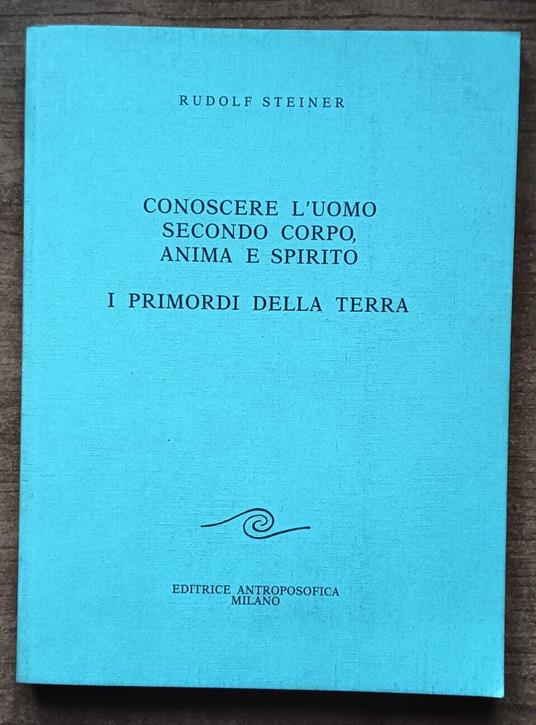 RUDOLF STEINER
CONOSCERE L'UOMO
SECONDO CORPO,
ANIMA E SPIRITO
I PRIMORDI DELLA TERRA
EDITRICE ANTROPOSOFICA
MILANO